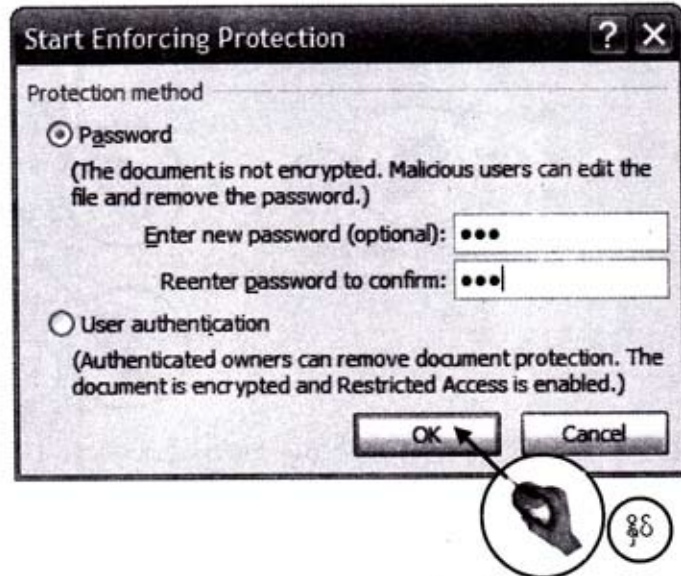 Start Enforcing Protection
Protection method
Password
(The document is not encrypted. Malicious users can edit the
file and remove the password.)
Enter new password (optional): •••
Reenter password to confirm: •••
User authentication
(Authenticated owners can remove document protection. The
document is encrypted and Restricted Access is enabled.)
OK Cancel
နှိပ်